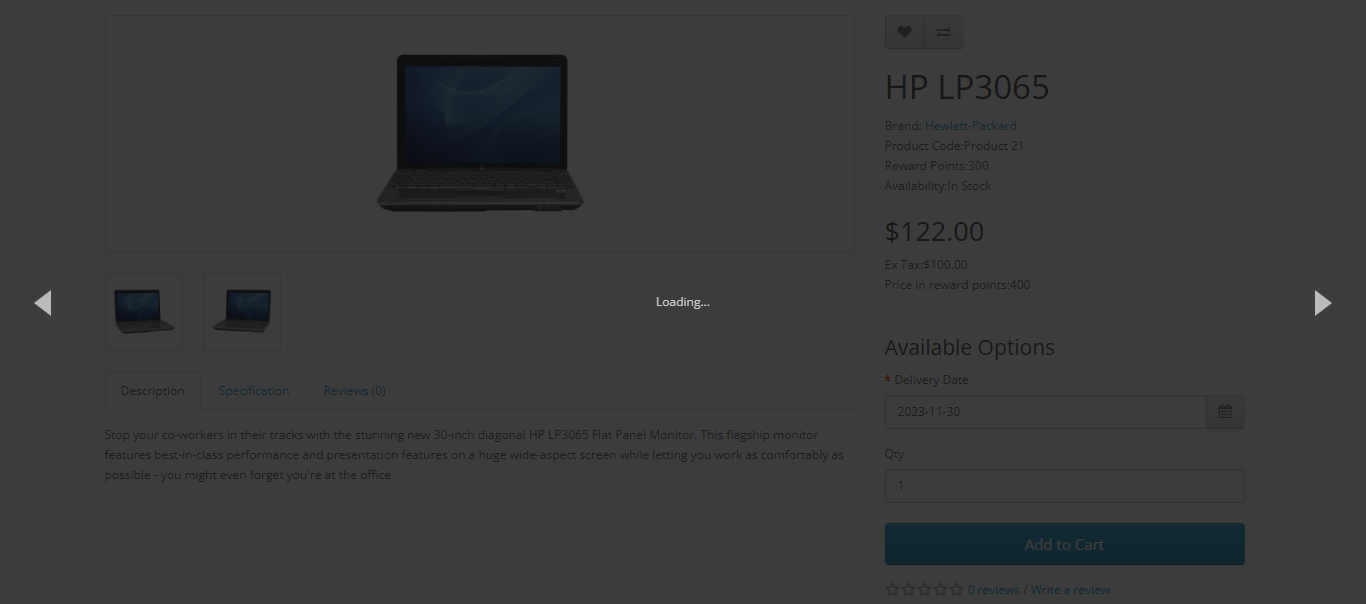 HP LP3065
Brand: Hewlett-Packard
Product Code:Product 21
Reward Points:300
Availability:In Stock
$122.00
Ex Tax:$100.00
Price in reward points:400
Loading...
Available Options
* Delivery Date
2023-11-30
Qty
1
Add to Cart
0 reviews / Write a review
Description
Specification
Reviews (0)
Stop your co-workers in their tracks with the stunning new 30-inch diagonal HP LP3065 Flat Panel Monitor. This flagship monitor
features best-in-class performance and presentation features on a huge wide-aspect screen while letting you work as comfortably as
possible - you might even forget you're at the office